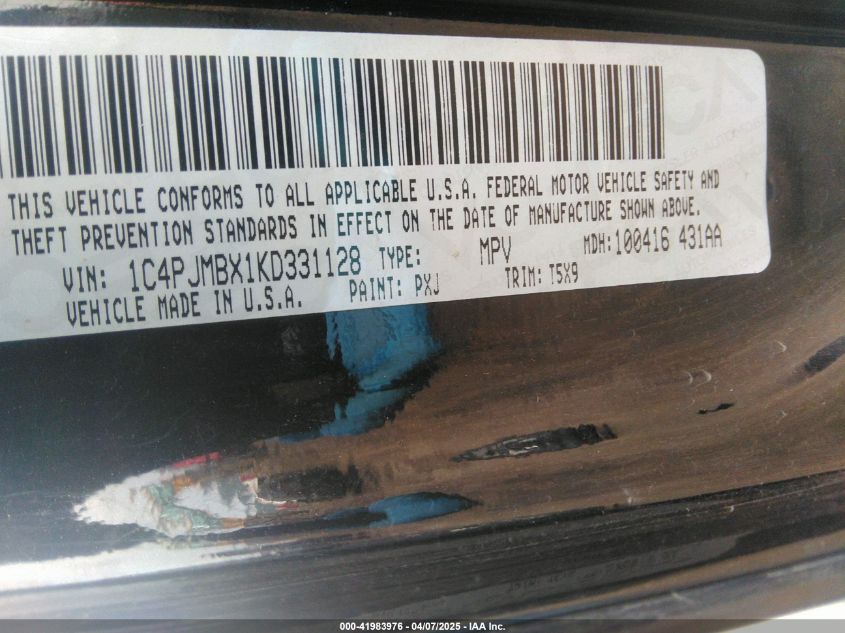 THIS VEHICLE CONFORMS TO ALL APPLICABLE U.S.A. FEDERAL MOTOR VEHICLE SAFETY AND
THEFT PREVENTION STANDARDS IN EFFECT ON THE DATE OF MANUFACTURE SHOWN ABOVE.
VIN: 1C4PJMBX1KD331128 TYPE: MPV MDH: 100416 431AA
VEHICLE MADE IN U.S.A. PAINT: PXJ TRIM: T5X9
000-41983976 - 04/07/2025 - IAA Inc.